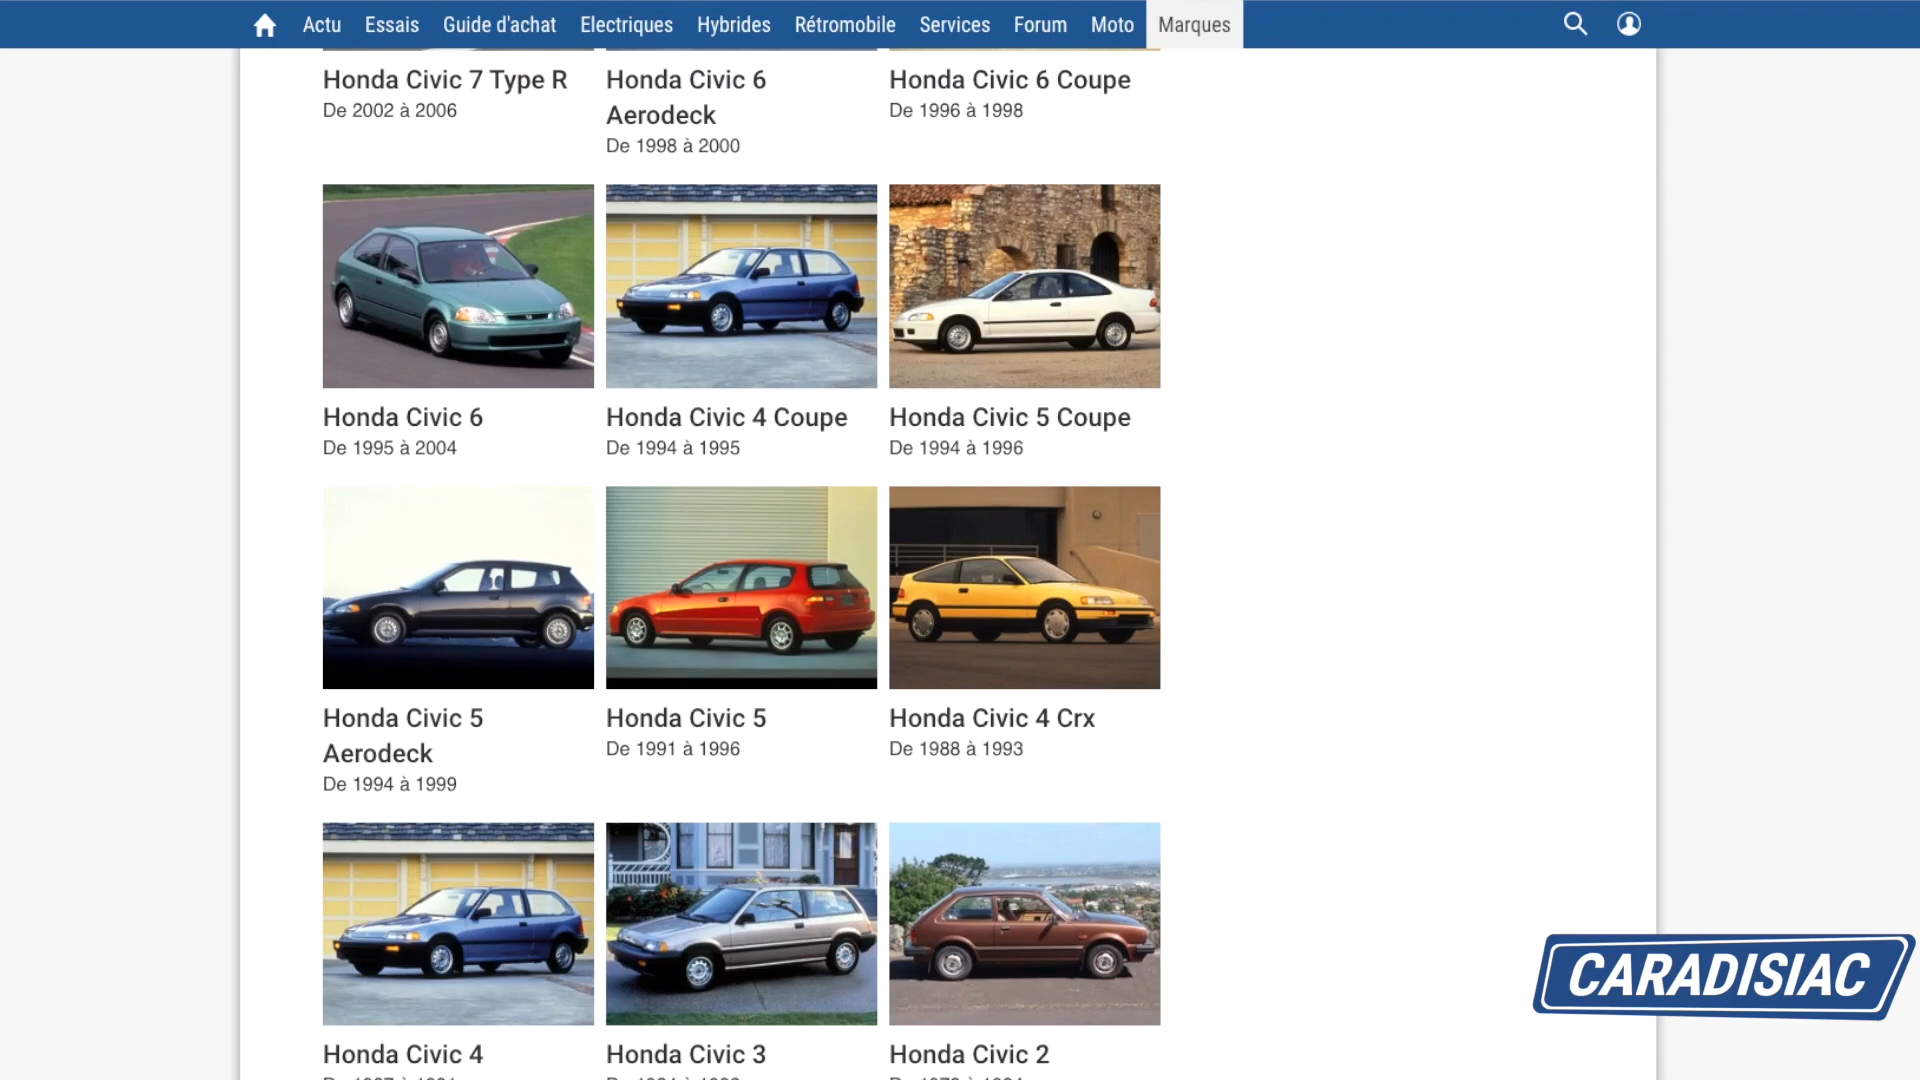 Actu Essais Guide d'achat Electriques Hybrides Rétromobile Services Forum Moto Marques
Honda Civic 7 Type R
De 2002 à 2006
Honda Civic 6
Aerodeck
De 1998 à 2000
Honda Civic 6 Coupe
De 1996 à 1998
Honda Civic 6
De 1995 à 2004
Honda Civic 4 Coupe
De 1994 à 1995
Honda Civic 5 Coupe
De 1994 à 1996
Honda Civic 5
Aerodeck
De 1994 à 1999
Honda Civic 5
De 1991 à 1996
Honda Civic 4 Crx
De 1988 à 1993
CARADISIAC
Honda Civic 4
Honda Civic 3
Honda Civic 2